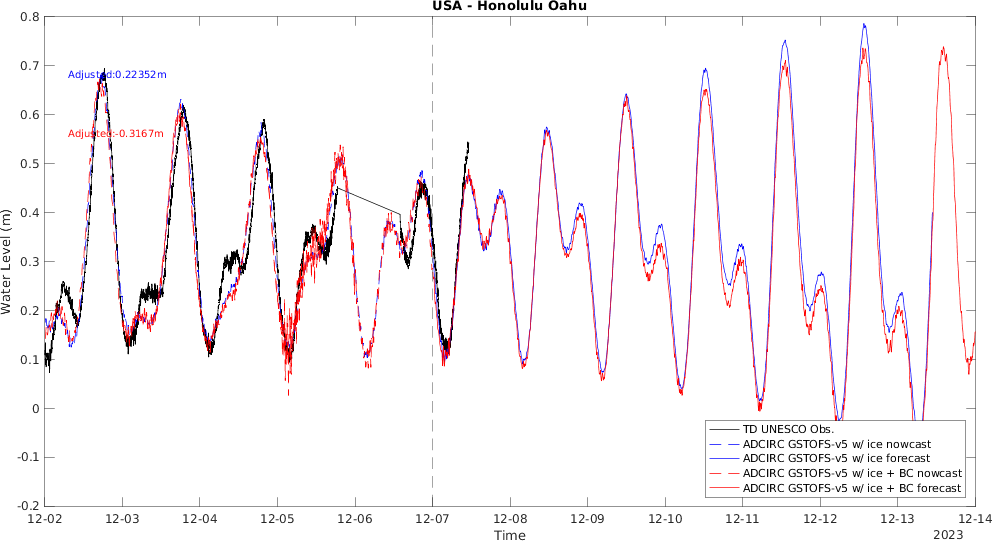 USA - Honolulu Oahu
0.8
0.7
0.6
0.5
0.4
0.3
0.2
0.1
0
-0.1
-0.2
Water Level (m)
Adjusted:0.22352m
Adjusted:-0.3167m
TD UNESCO Obs.
ADCIRC GSTOFS-v5 w/ ice nowcast
ADCIRC GSTOFS-v5 w/ ice forecast
ADCIRC GSTOFS-v5 w/ ice + BC nowcast
ADCIRC GSTOFS-v5 w/ ice + BC forecast
12-02 12-03 12-04 12-05 12-06 12-07 12-08 12-09 12-10 12-11 12-12 12-13 12-14
Time
2023